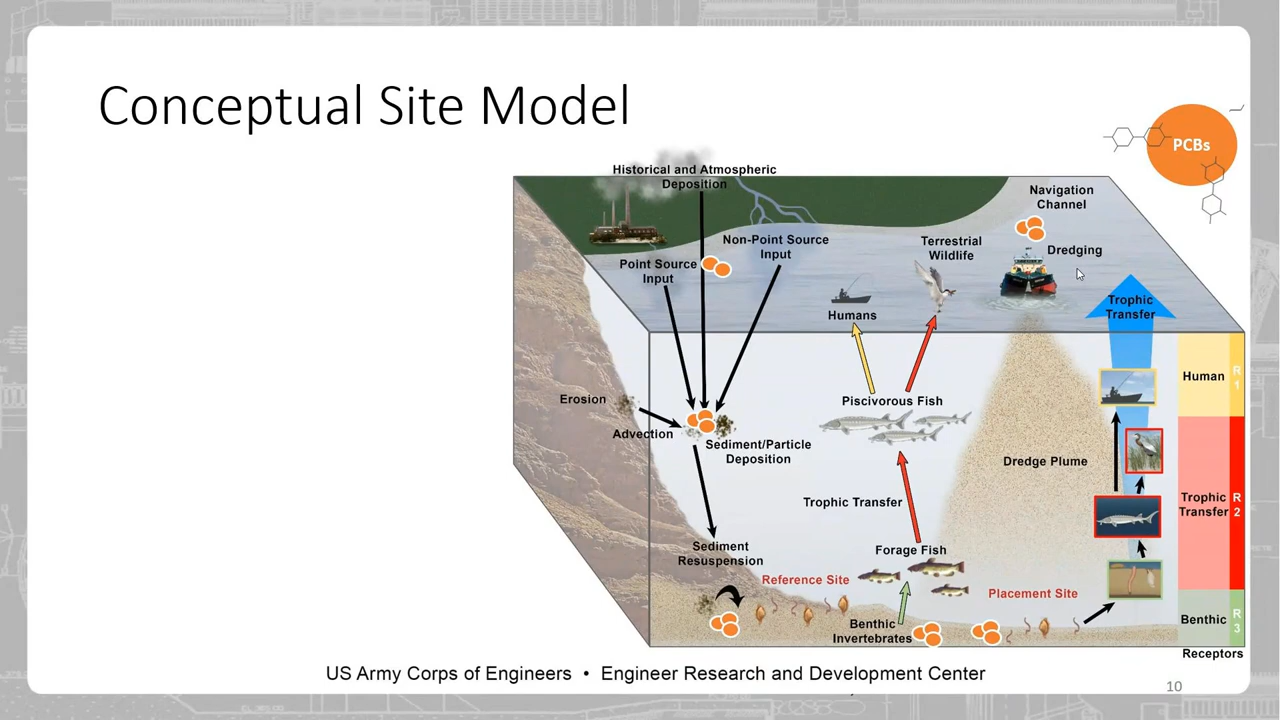 Conceptual Site Model
PCBs
Historical and Atmospheric
Deposition
Navigation
Channel
Non-Point Source
Input
Terrestrial
Wildlife
Dredging
Point Source
Input
Humans
Trophic
Transfer
Human
R
1
Erosion
Piscivorous Fish
Advection
Sediment/Particle
Deposition
Dredge Plume
Trophic Transfer
Trophic
Transfer
R
2
Sediment
Resuspension
Forage Fish
Reference Site
Placement Site
Benthic
Invertebrates
Benthic
R
3
Receptors
US Army Corps of Engineers • Engineer Research and Development Center
10